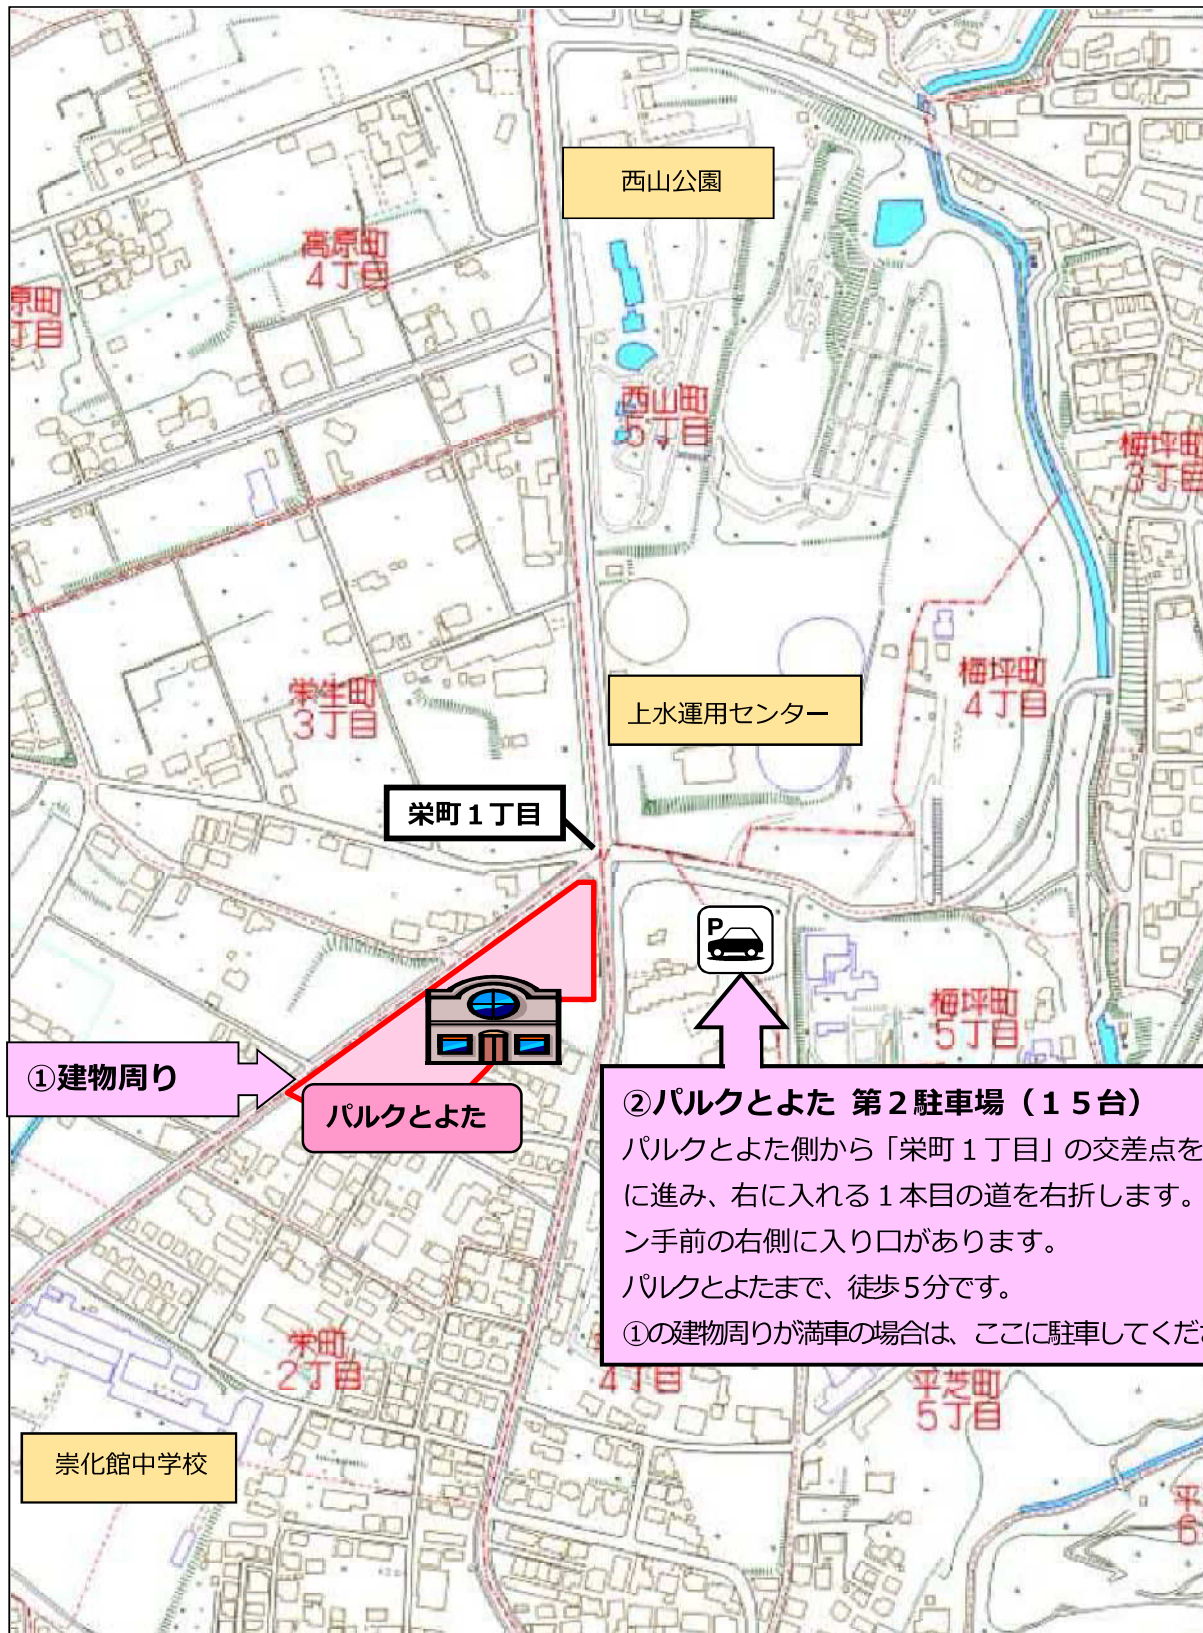 西山公園
高原町
4丁目
原町
丁目
西山町
5丁目
梅坪町
3丁目
梅坪町
4丁目
上水運用センター
栄生町
3丁目
栄町１丁目
P
梅坪町
5丁目
①建物周り
パルクとよた
②パルクとよた 第２駐車場（１５台）
パルクとよた側から「栄町１丁目」の交差点を
に進み、右に入れる１本目の道を右折します。
ン手前の右側に入り口があります。
パルクとよたまで、徒歩５分です。
①の建物周りが満車の場合は、ここに駐車してくだ
栄町
2丁目
4丁目
平芝町
5丁目
崇化館中学校
平
6